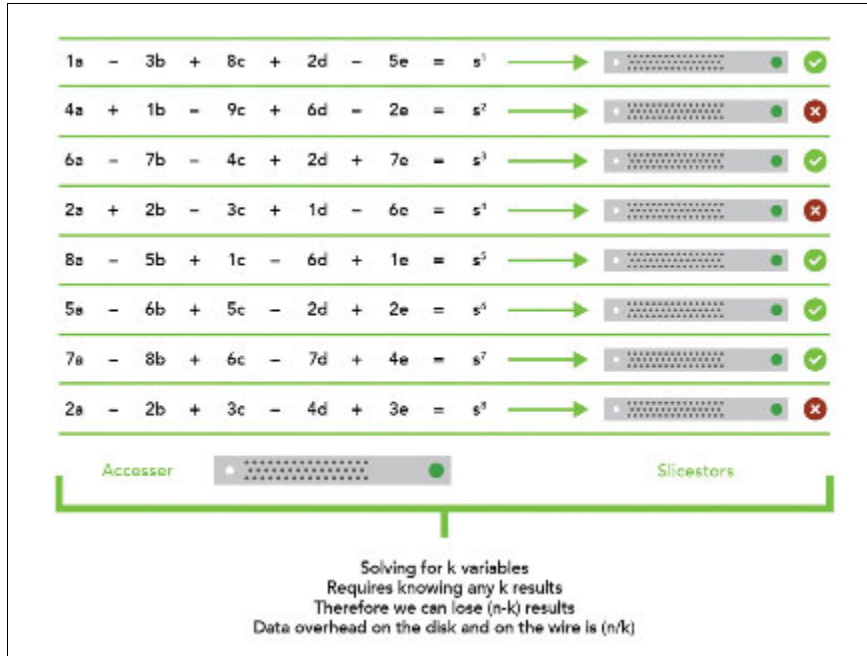 1a - 3b + 8c + 2d - 5e = s¹
4a + 1b - 9c + 6d - 2e = s²
6a - 7b - 4c + 2d + 7e = s³
2a + 2b - 3c + 1d - 6e = s⁴
8a - 5b + 1c - 6d + 1e = s⁵
5a - 6b + 5c - 2d + 2e = s⁶
7a - 8b + 6c - 7d + 4e = s⁷
2a - 2b + 3c - 4d + 3e = s⁸
Accesser Slicestors
Solving for k variables
Requires knowing any k results
Therefore we can lose (n-k) results
Data overhead on the disk and on the wire is (n/k)